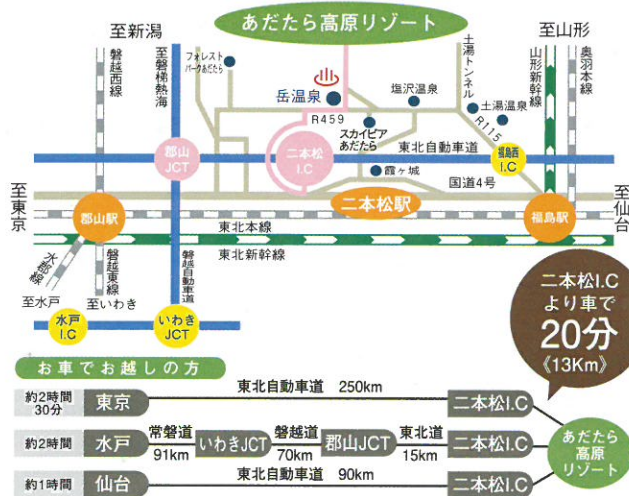 あだたら高原リゾート
至新潟
至山形
磐越西線
至磐梯熱海
フォレスト
パークあだたら
岳温泉
R459
スカイピア
あだたら
塩沢温泉
土湯トンネル
土湯温泉
R115
山形新幹線
奥羽本線
郡山
JCT
二本松
I.C
東北自動車道
福島西
I.C
霞ヶ城
国道4号
至東京
至仙台
郡山駅
二本松駅
福島駅
東北本線
東北新幹線
水郡線
磐越東線
磐越自動車道
至水戸
至いわき
水戸
I.C
いわき
JCT
二本松I.C
より車で
20分
《13Km》
お車でお越しの方
約2時間
30分
東京
東北自動車道 250km
二本松I.C
約2時間
水戸
常磐道
91km
いわきJCT
磐越道
70km
郡山JCT
東北道
15km
二本松I.C
約1時間
仙台
東北自動車道 90km
二本松I.C
あだたら
高原
リゾート